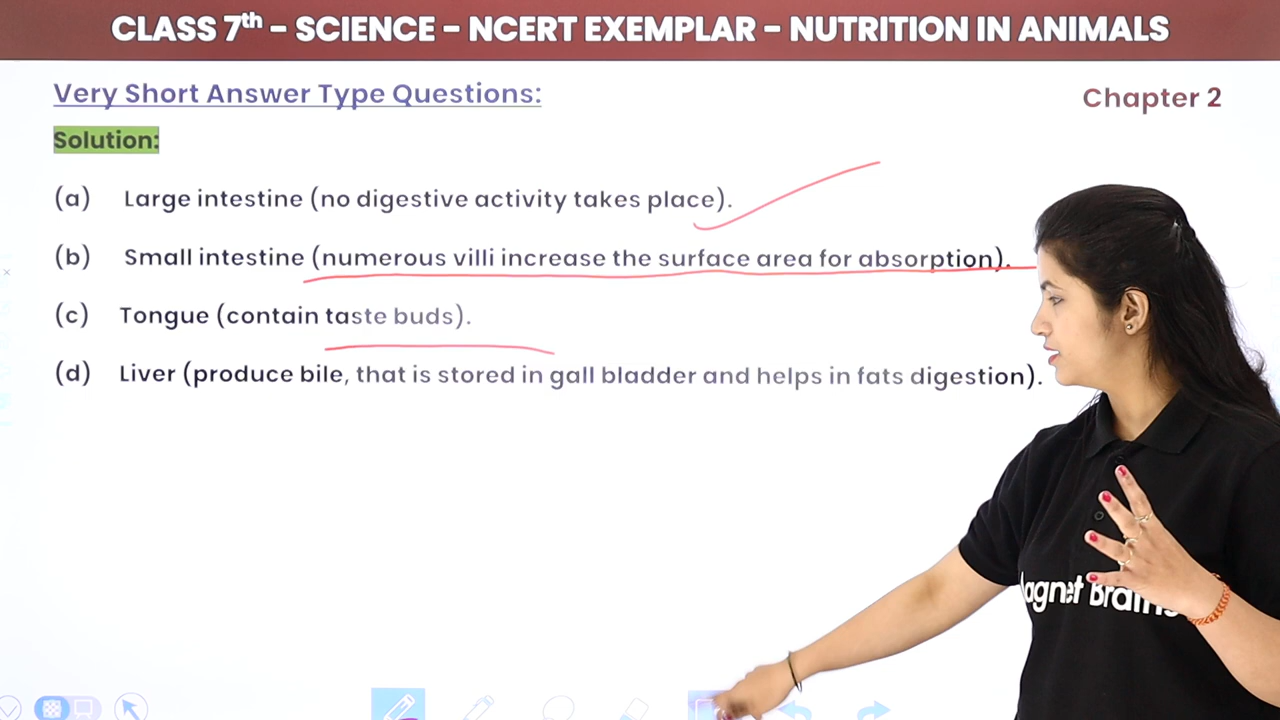 CLASS 7th – SCIENCE – NCERT EXEMPLAR – NUTRITION IN ANIMALS
Very Short Answer Type Questions:
Chapter 2
Solution:
(a) Large intestine (no digestive activity takes place).
(b) Small intestine (numerous villi increase the surface area for absorption).
(c) Tongue (contain taste buds).
(d) Liver (produce bile, that is stored in gall bladder and helps in fats digestion).